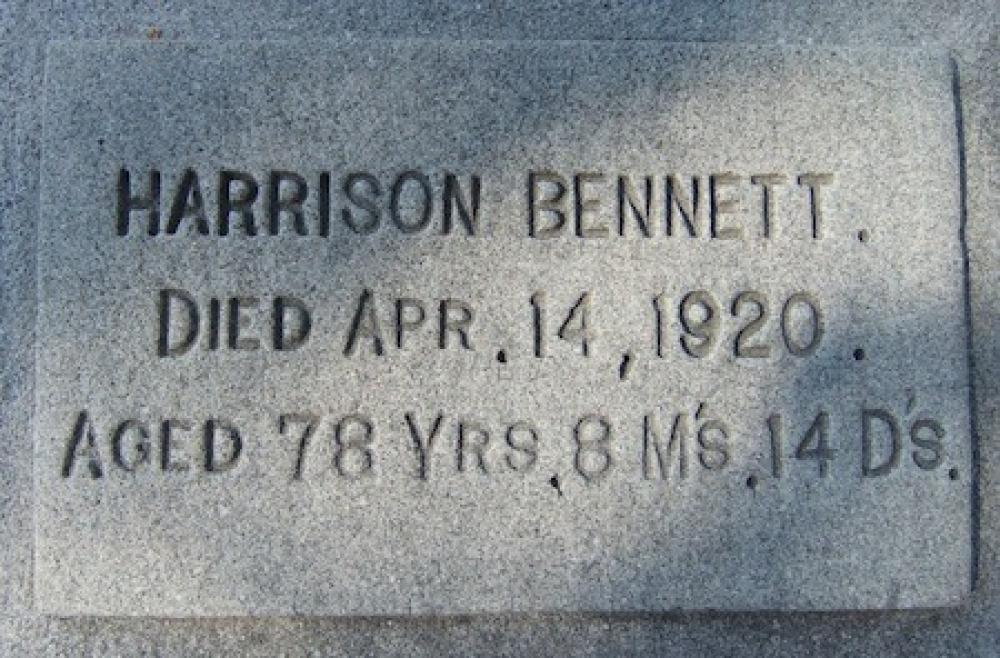 HARRISON BENNETT.
DIED APR. 14, 1920.
AGED 78 YRS. 8 M's. 14 D's.